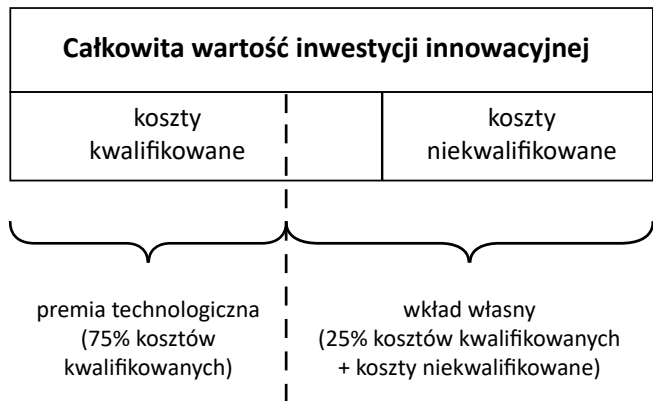 Całkowita wartość inwestycji innowacyjnej
koszty
kwalifikowane
koszty
niekwalifikowane
premia technologiczna
(75% kosztów
kwalifikowanych)
wkład własny
(25% kosztów kwalifikowanych
+ koszty niekwalifikowane)